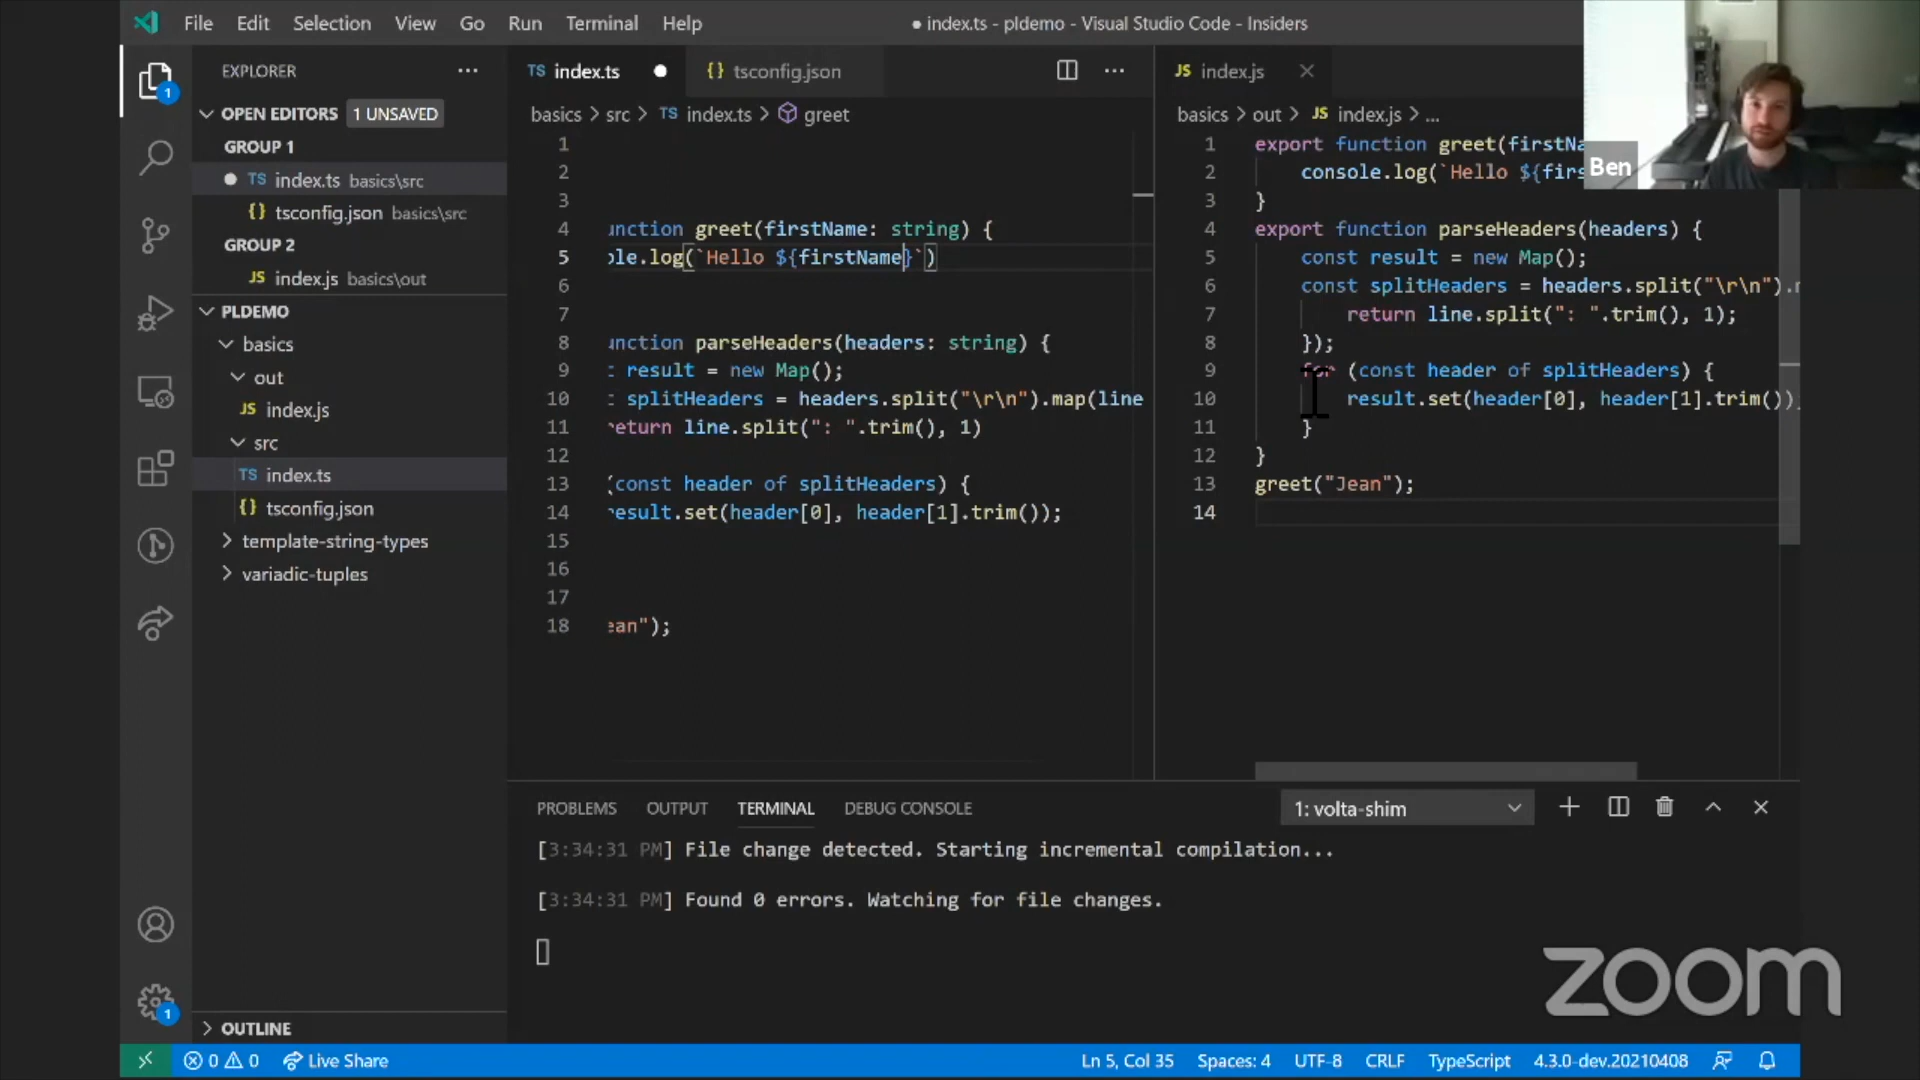 File Edit Selection View Go Run Terminal Help
● index.ts - pldemo - Visual Studio Code - Insiders
EXPLORER
OPEN EDITORS 1 UNSAVED
GROUP 1
TS index.ts basics\src
{} tsconfig.json basics\src
GROUP 2
JS index.js basics\out
PLDEMO
basics
out
JS index.js
src
TS index.ts
{} tsconfig.json
template-string-types
variadic-tuples
OUTLINE
1
1
TS index.ts
{} tsconfig.json
basics > src > TS index.ts > greet
1
2
3
4 unction greet(firstName: string) {
5 ole.log(`Hello ${firstName}`)
6
7
8 unction parseHeaders(headers: string) {
9 t result = new Map();
10 t splitHeaders = headers.split("\r\n").map(line
11 return line.split(": ".trim(), 1)
12
13 (const header of splitHeaders) {
14 result.set(header[0], header[1].trim());
15
16
17
18 ean");
JS index.js
basics > out > JS index.js > ...
1 export function greet(firstNa
2 console.log(`Hello ${firs
3 }
4 export function parseHeaders(headers) {
5 const result = new Map();
6 const splitHeaders = headers.split("\r\n").m
7 return line.split(": ".trim(), 1);
8 });
9 for (const header of splitHeaders) {
10 result.set(header[0], header[1].trim());
11 }
12 }
13 greet("Jean");
14
Ben
PROBLEMS OUTPUT TERMINAL DEBUG CONSOLE
1: volta-shim
[3:34:31 PM] File change detected. Starting incremental compilation...
[3:34:31 PM] Found 0 errors. Watching for file changes.
zoom
0 0 Live Share
Ln 5, Col 35 Spaces: 4 UTF-8 CRLF TypeScript 4.3.0-dev.20210408